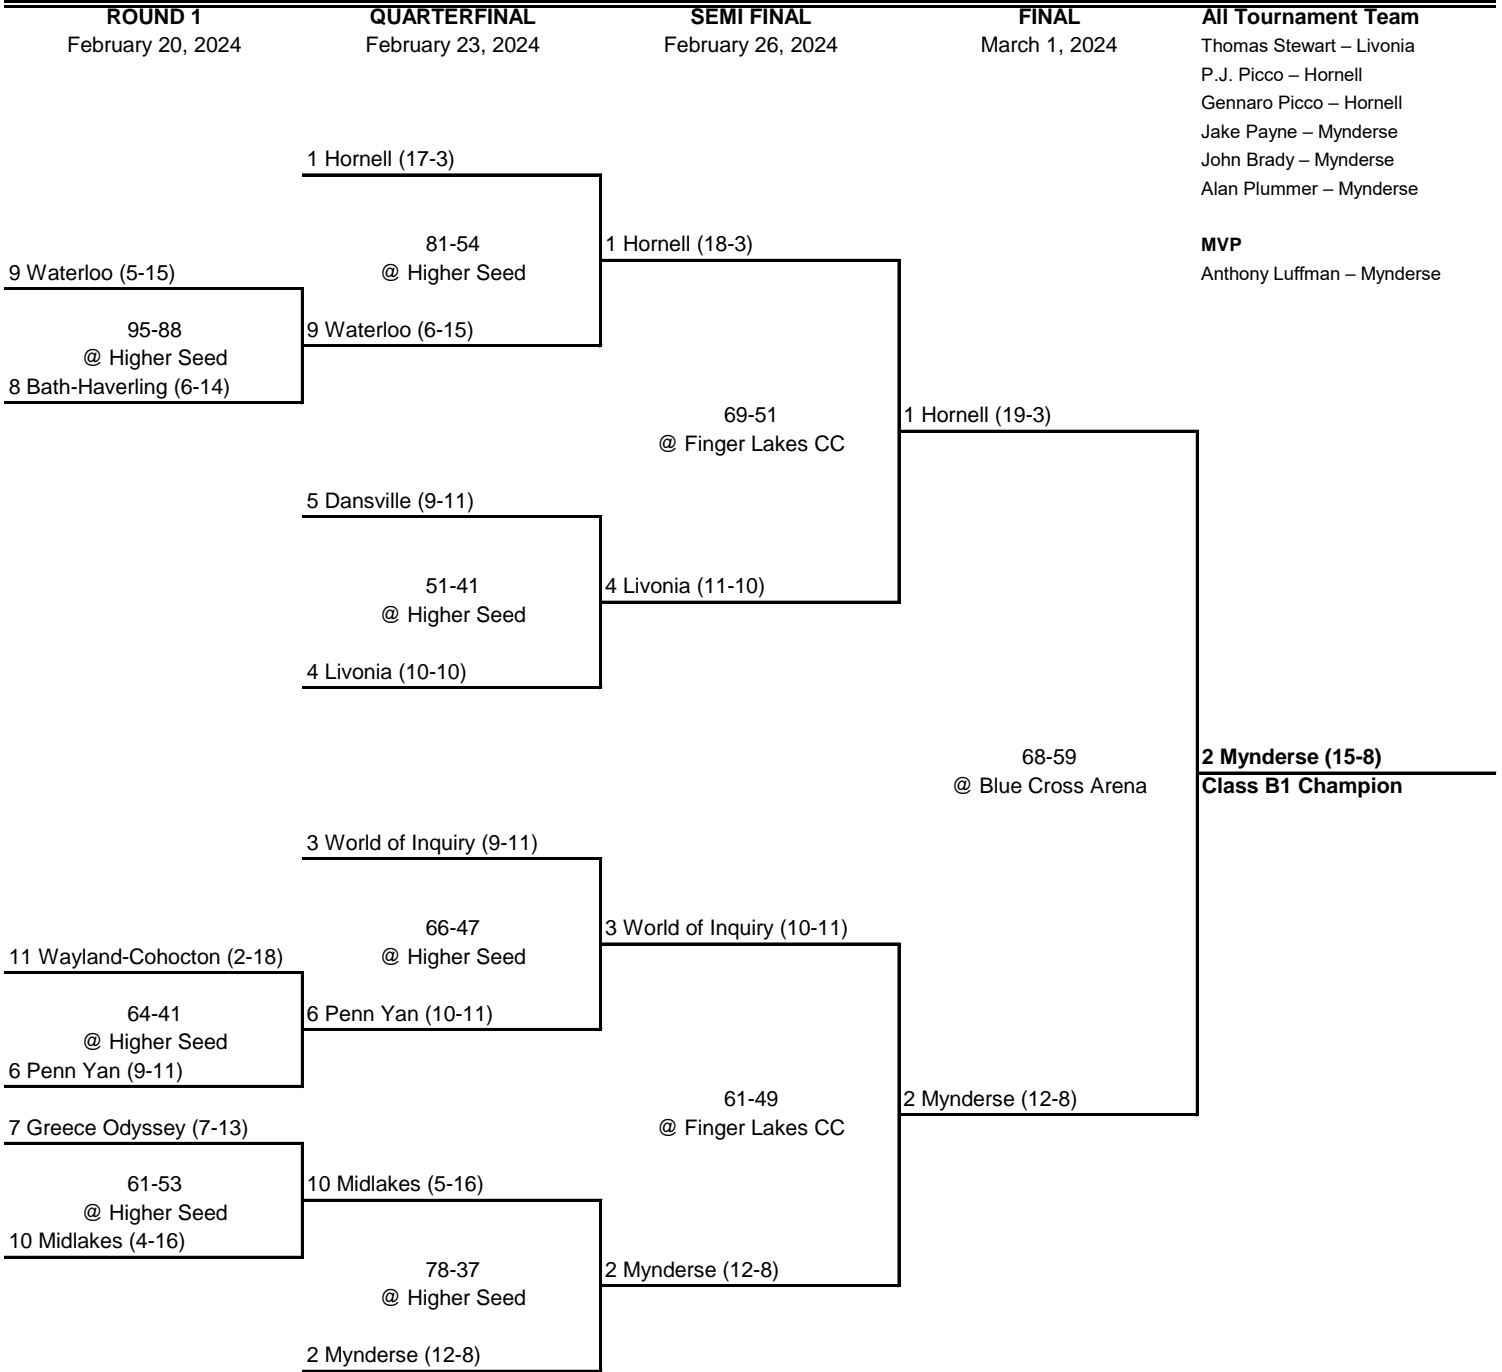 ROUND 1
February 20, 2024
QUARTERFINAL
February 23, 2024
SEMI FINAL
February 26, 2024
FINAL
March 1, 2024
All Tournament Team
Thomas Stewart – Livonia
P.J. Picco – Hornell
Gennaro Picco – Hornell
Jake Payne – Mynderse
John Brady – Mynderse
Alan Plummer – Mynderse
MVP
Anthony Luffman – Mynderse
9 Waterloo (5-15)
95-88
@ Higher Seed
8 Bath-Haverling (6-14)
11 Wayland-Cohocton (2-18)
64-41
@ Higher Seed
6 Penn Yan (9-11)
7 Greece Odyssey (7-13)
61-53
@ Higher Seed
10 Midlakes (4-16)
1 Hornell (17-3)
81-54
@ Higher Seed
9 Waterloo (6-15)
5 Dansville (9-11)
51-41
@ Higher Seed
4 Livonia (10-10)
3 World of Inquiry (9-11)
66-47
@ Higher Seed
6 Penn Yan (10-11)
10 Midlakes (5-16)
78-37
@ Higher Seed
2 Mynderse (12-8)
1 Hornell (18-3)
69-51
@ Finger Lakes CC
4 Livonia (11-10)
3 World of Inquiry (10-11)
61-49
@ Finger Lakes CC
2 Mynderse (12-8)
1 Hornell (19-3)
68-59
@ Blue Cross Arena
2 Mynderse (12-8)
2 Mynderse (15-8)
Class B1 Champion